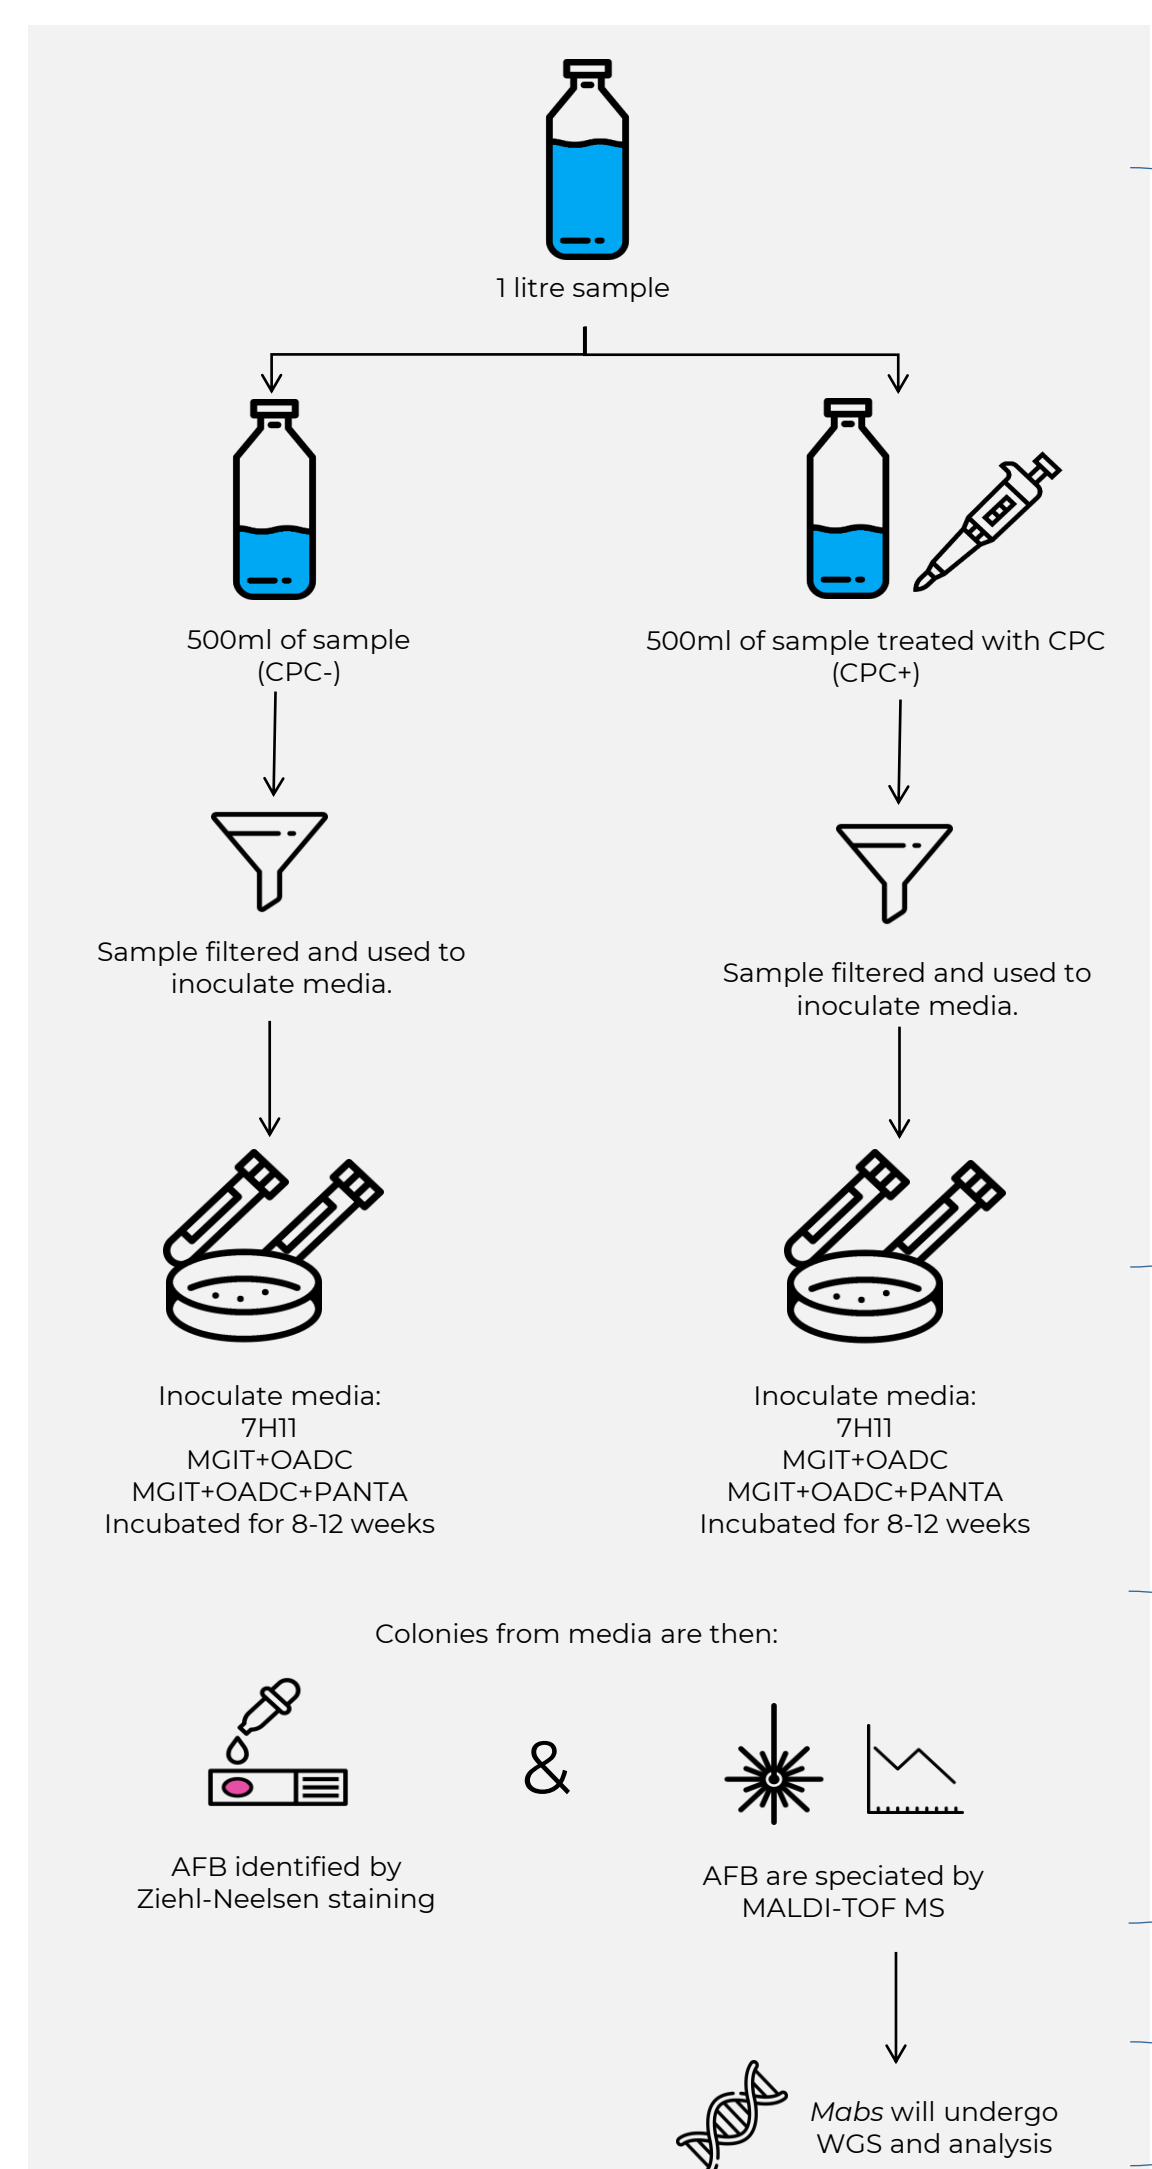 1 litre sample
500ml of sample
(CPC-)
500ml of sample treated with CPC
(CPC+)
Sample filtered and used to
inoculate media.
Sample filtered and used to
inoculate media.
Inoculate media:
7H11
MGIT+OADC
MGIT+OADC+PANTA
Incubated for 8-12 weeks
Inoculate media:
7H11
MGIT+OADC
MGIT+OADC+PANTA
Incubated for 8-12 weeks
Colonies from media are then:
&
AFB identified by
Ziehl-Neelsen staining
AFB are speciated by
MALDI-TOF MS
Mabs will undergo
WGS and analysis